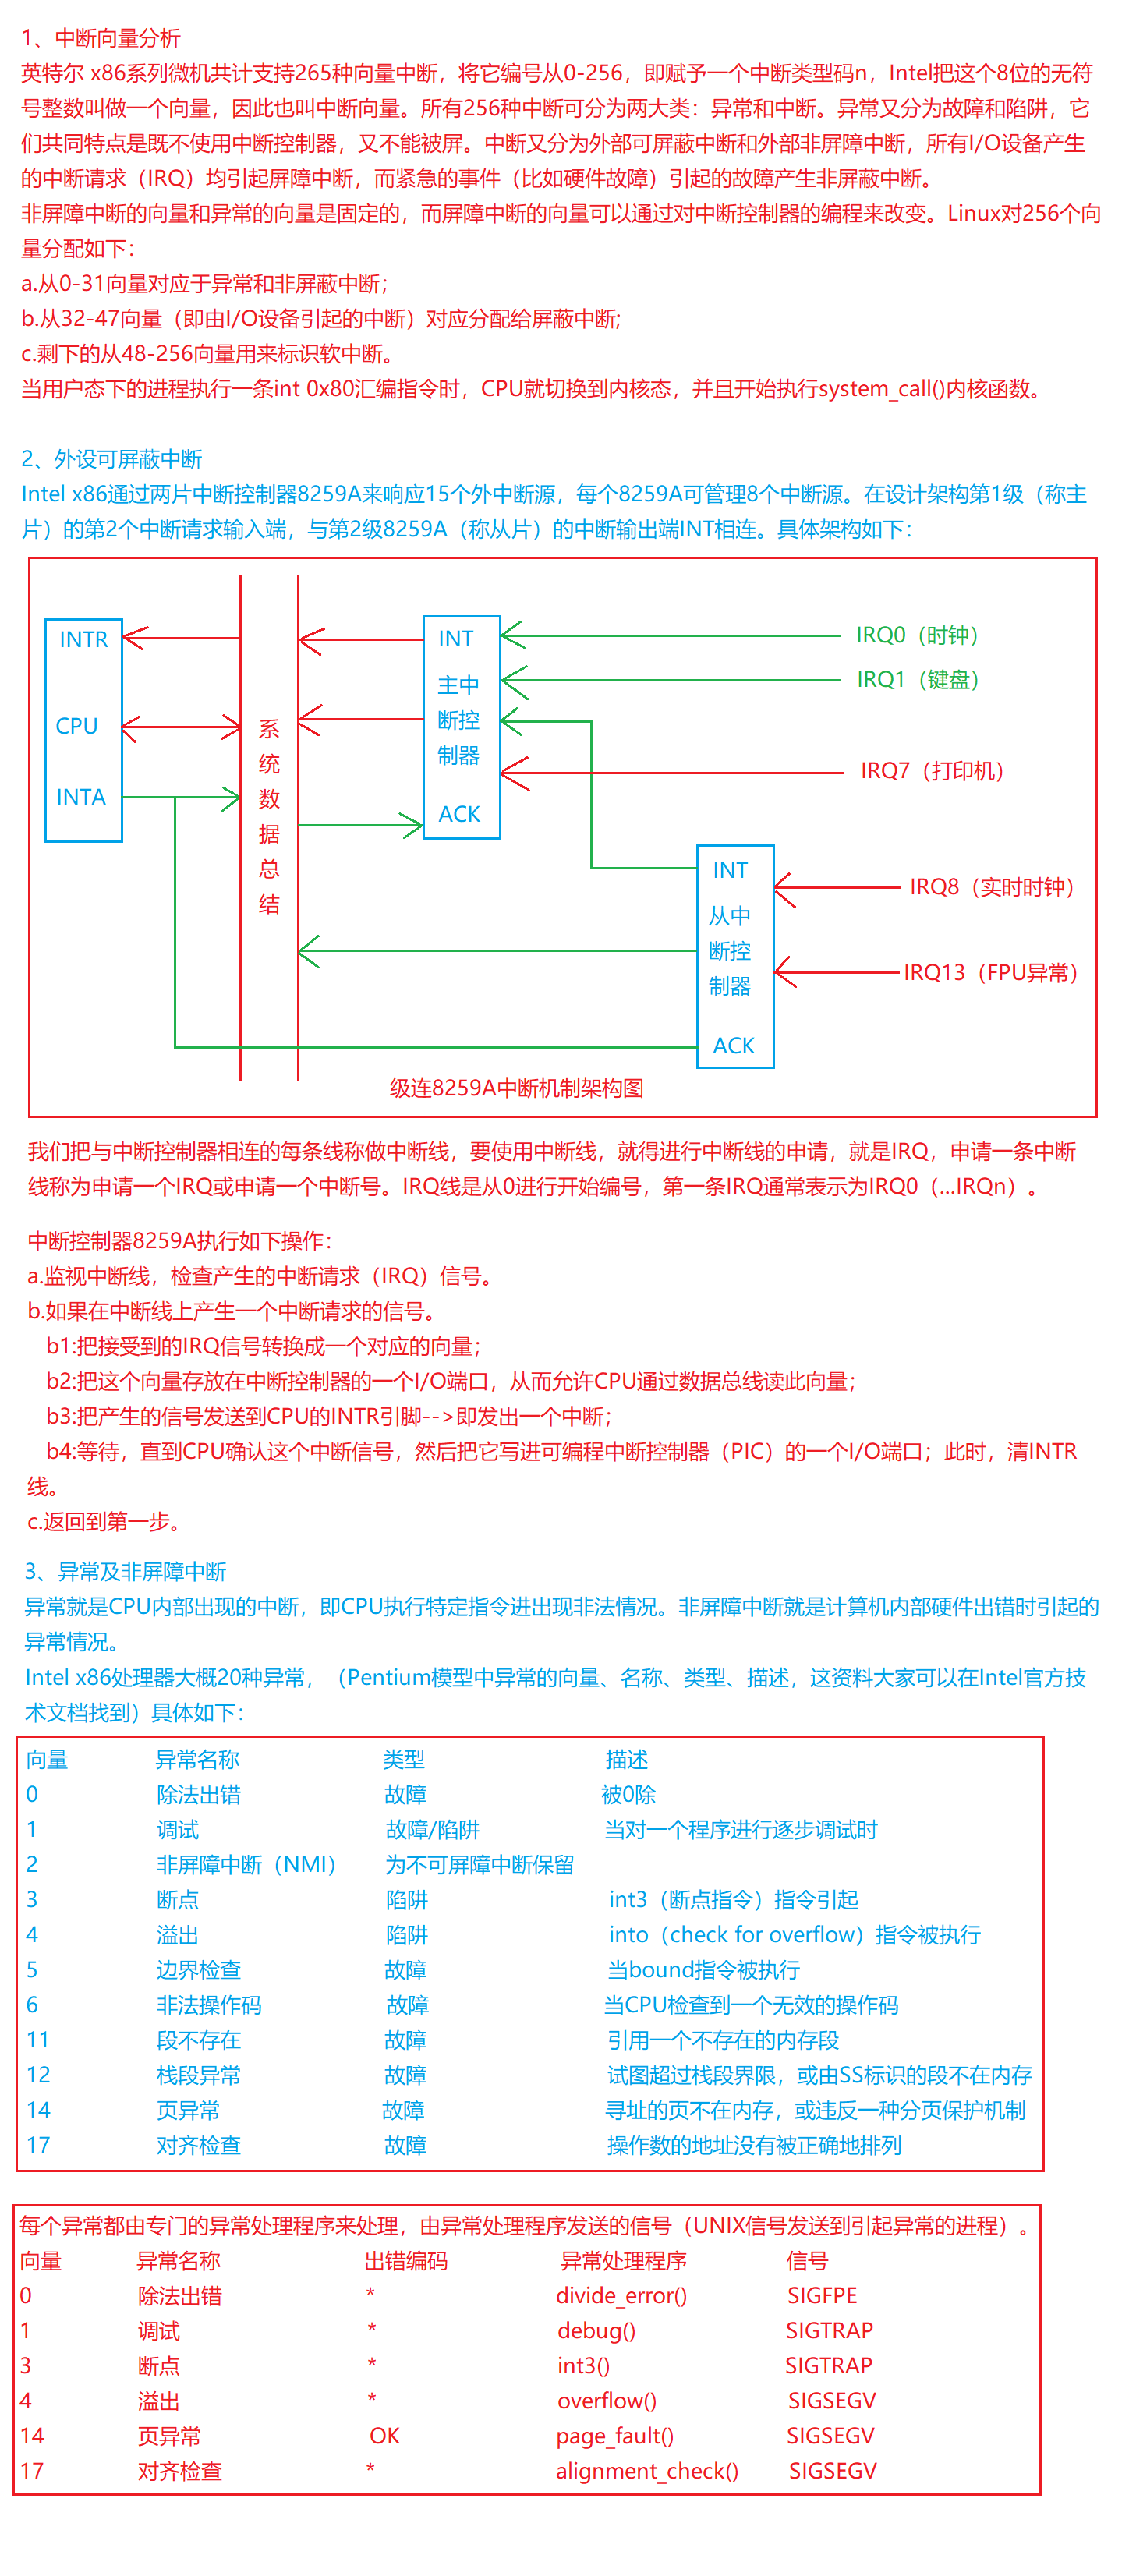 1、中断向量分析
英特尔 x86系列微机共计支持265种向量中断，将它编号从0-256，即赋予一个中断类型码n，Intel把这个8位的无符
号整数叫做一个向量，因此也叫中断向量。所有256种中断可分为两大类：异常和中断。异常又分为故障和陷阱，它
们共同特点是既不使用中断控制器，又不能被屏。中断又分为外部可屏蔽中断和外部非屏障中断，所有I/O设备产生
的中断请求（IRQ）均引起屏障中断，而紧急的事件（比如硬件故障）引起的故障产生非屏蔽中断。
非屏障中断的向量和异常的向量是固定的，而屏障中断的向量可以通过对中断控制器的编程来改变。Linux对256个向
量分配如下：
a.从0-31向量对应于异常和非屏蔽中断；
b.从32-47向量（即由I/O设备引起的中断）对应分配给屏蔽中断;
c.剩下的从48-256向量用来标识软中断。
当用户态下的进程执行一条int 0x80汇编指令时，CPU就切换到内核态，并且开始执行system_call()内核函数。
2、外设可屏蔽中断
Intel x86通过两片中断控制器8259A来响应15个外中断源，每个8259A可管理8个中断源。在设计架构第1级（称主
片）的第2个中断请求输入端，与第2级8259A（称从片）的中断输出端INT相连。具体架构如下：
INTR
CPU
INTA
系
统
数
据
总
结
INT
主中
断控
制器
ACK
IRQ0（时钟）
IRQ1（键盘）
IRQ7（打印机）
INT
从中
断控
制器
ACK
IRQ8（实时时钟）
IRQ13（FPU异常）
级连8259A中断机制架构图
我们把与中断控制器相连的每条线称做中断线，要使用中断线，就得进行中断线的申请，就是IRQ，申请一条中断
线称为申请一个IRQ或申请一个中断号。IRQ线是从0进行开始编号，第一条IRQ通常表示为IRQ0（...IRQn）。
中断控制器8259A执行如下操作：
a.监视中断线，检查产生的中断请求（IRQ）信号。
b.如果在中断线上产生一个中断请求的信号。
b1:把接受到的IRQ信号转换成一个对应的向量；
b2:把这个向量存放在中断控制器的一个I/O端口，从而允许CPU通过数据总线读此向量；
b3:把产生的信号发送到CPU的INTR引脚-->即发出一个中断；
b4:等待，直到CPU确认这个中断信号，然后把它写进可编程中断控制器（PIC）的一个I/O端口；此时，清INTR
线。
c.返回到第一步。
3、异常及非屏障中断
异常就是CPU内部出现的中断，即CPU执行特定指令进出现非法情况。非屏障中断就是计算机内部硬件出错时引起的
异常情况。
Intel x86处理器大概20种异常，（Pentium模型中异常的向量、名称、类型、描述，这资料大家可以在Intel官方技
术文档找到）具体如下：
向量 异常名称 类型 描述
0 除法出错 故障 被0除
1 调试 故障/陷阱 当对一个程序进行逐步调试时
2 非屏障中断（NMI） 为不可屏障中断保留
3 断点 陷阱 int3（断点指令）指令引起
4 溢出 陷阱 into（check for overflow）指令被执行
5 边界检查 故障 当bound指令被执行
6 非法操作码 故障 当CPU检查到一个无效的操作码
11 段不存在 故障 引用一个不存在的内存段
12 栈段异常 故障 试图超过栈段界限，或由SS标识的段不在内存
14 页异常 故障 寻址的页不在内存，或违反一种分页保护机制
17 对齐检查 故障 操作数的地址没有被正确地排列
每个异常都由专门的异常处理程序来处理，由异常处理程序发送的信号（UNIX信号发送到引起异常的进程）。
向量 异常名称 出错编码 异常处理程序 信号
0 除法出错 * divide_error() SIGFPE
1 调试 * debug() SIGTRAP
3 断点 * int3() SIGTRAP
4 溢出 * overflow() SIGSEGV
14 页异常 OK page_fault() SIGSEGV
17 对齐检查 * alignment_check() SIGSEGV